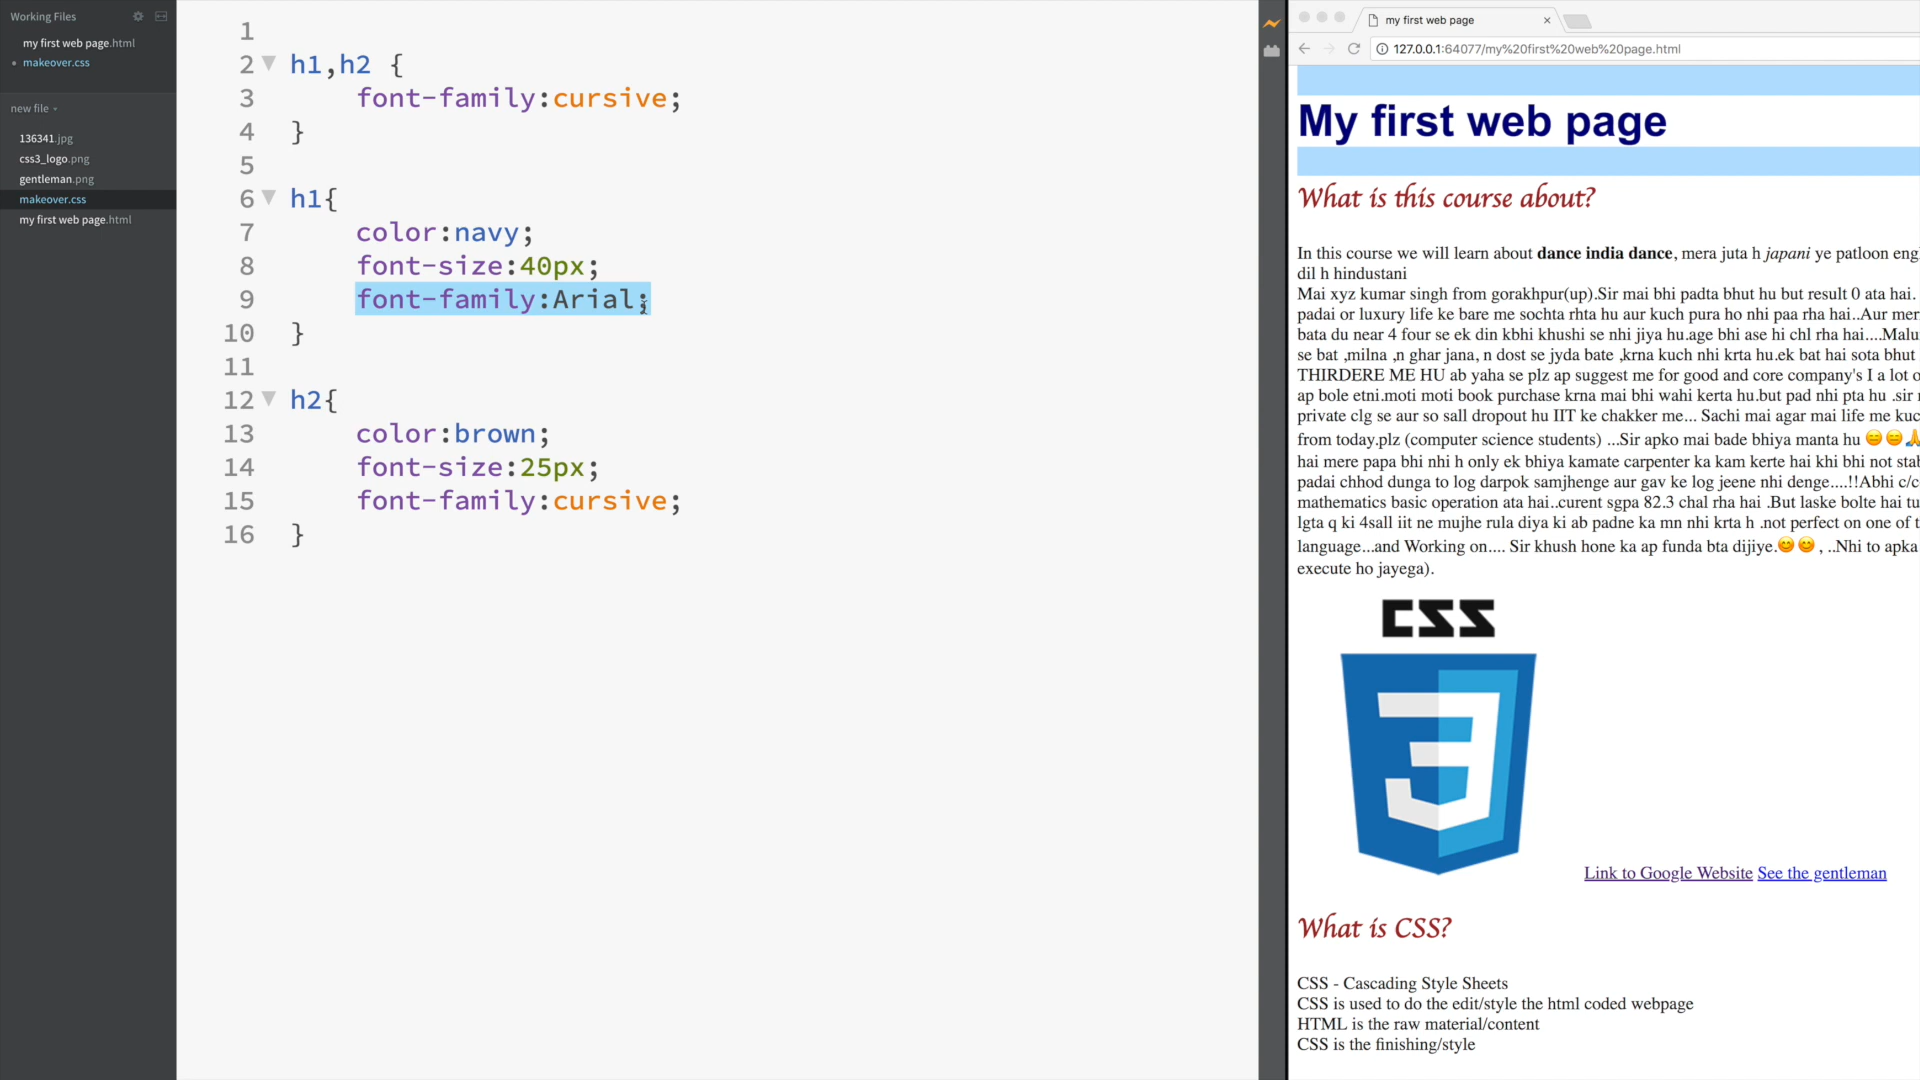 Working Files
my first web page.html
makeover.css
new file
136341.jpg
css3_logo.png
gentleman.png
makeover.css
my first web page.html
1
2 h1,h2 {
3 font-family:cursive;
4 }
5
6 h1{
7 color:navy;
8 font-size:40px;
9 font-family:Arial;
10 }
11
12 h2{
13 color:brown;
14 font-size:25px;
15 font-family:cursive;
16 }
my first web page
127.0.0.1:64077/my%20first%20web%20page.html
My first web page
What is this course about?
In this course we will learn about dance india dance, mera juta h japani ye patloon engl
dil h hindustani
Mai xyz kumar singh from gorakhpur(up).Sir mai bhi padta bhut hu but result 0 ata hai.
padai or luxury life ke bare me sochta rhta hu aur kuch pura ho nhi paa rha hai..Aur mer
bata du near 4 four se ek din kbhi khushi se nhi jiya hu.age bhi ase hi chl rha hai....Malu
se bat ,milna ,n ghar jana, n dost se jyda bate ,krna kuch nhi krta hu.ek bat hai sota bhut
THIRDERE ME HU ab yaha se plz ap suggest me for good and core company's I a lot o
ap bole etni.moti moti book purchase krna mai bhi wahi kerta hu.but pad nhi pta hu .sir
private clg se aur so sall dropout hu IIT ke chakker me... Sachi mai agar mai life me kuc
from today.plz (computer science students) ...Sir apko mai bade bhiya manta hu 😑😑🙏
hai mere papa bhi nhi h only ek bhiya kamate carpenter ka kam kerte hai khi bhi not stab
padai chhod dunga to log darpok samjhenge aur gav ke log jeene nhi denge....!!Abhi c/c
mathematics basic operation ata hai..curent sgpa 82.3 chal rha hai .But laske bolte hai tu
lgta q ki 4sall iit ne mujhe rula diya ki ab padne ka mn nhi krta h .not perfect on one of t
language...and Working on.... Sir khush hone ka ap funda bta dijiye.😊😊 , ..Nhi to apka
execute ho jayega).
CSS
3
Link to Google Website See the gentleman
What is CSS?
CSS - Cascading Style Sheets
CSS is used to do the edit/style the html coded webpage
HTML is the raw material/content
CSS is the finishing/style